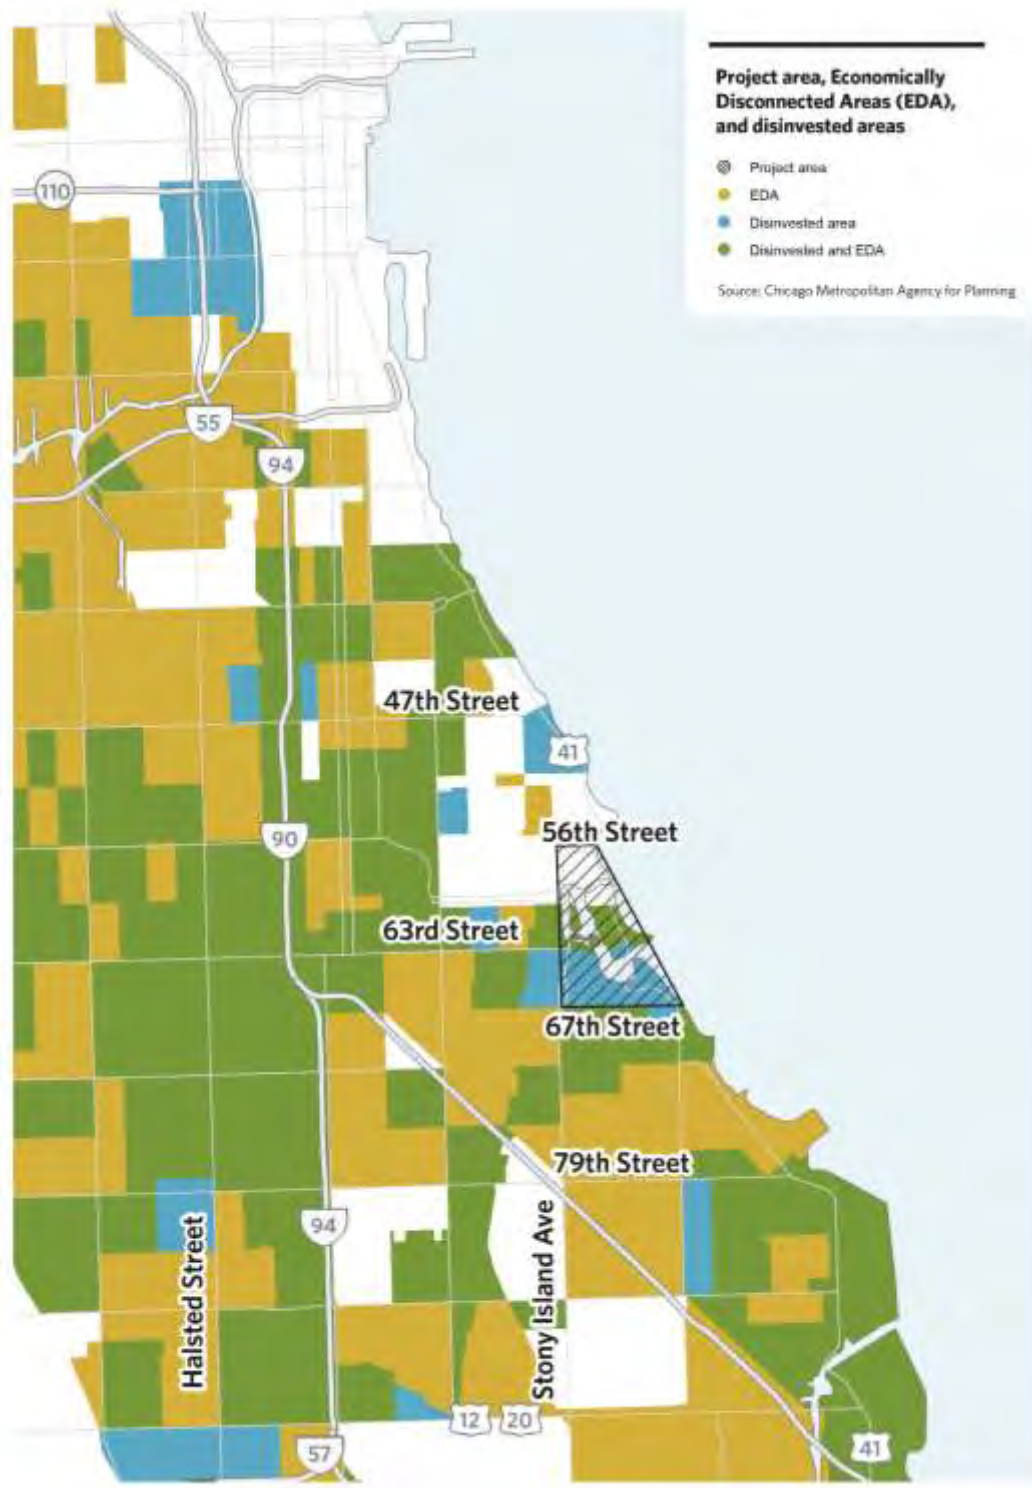 Project area, Economically
Disconnected Areas (EDA),
and disinvested areas
Project area
EDA
Disinvested area
Disinvested and EDA
Source: Chicago Metropolitan Agency for Planning
110
55
94
47th Street
41
56th Street
90
63rd Street
67th Street
79th Street
94
Halsted Street
Stony Island Ave
12
20
57
41